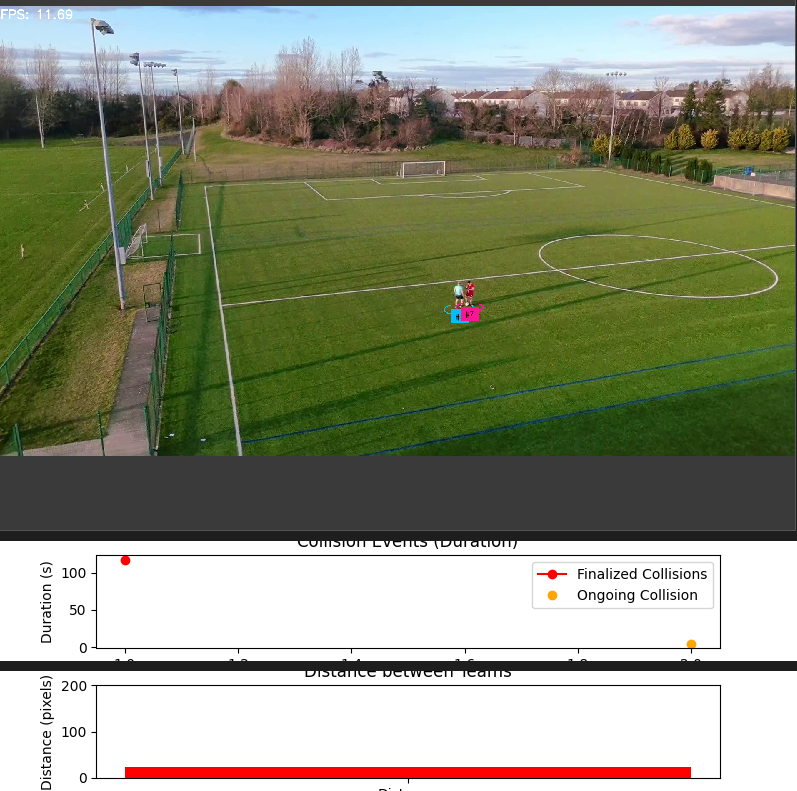 FPS: 11.69
#7
Collision Events (Duration)
Duration (s)
100
50
0
Finalized Collisions
Ongoing Collision
1.0
1.2
1.4
1.6
1.8
2.0
Distance between Teams
Distance (pixels)
200
100
0